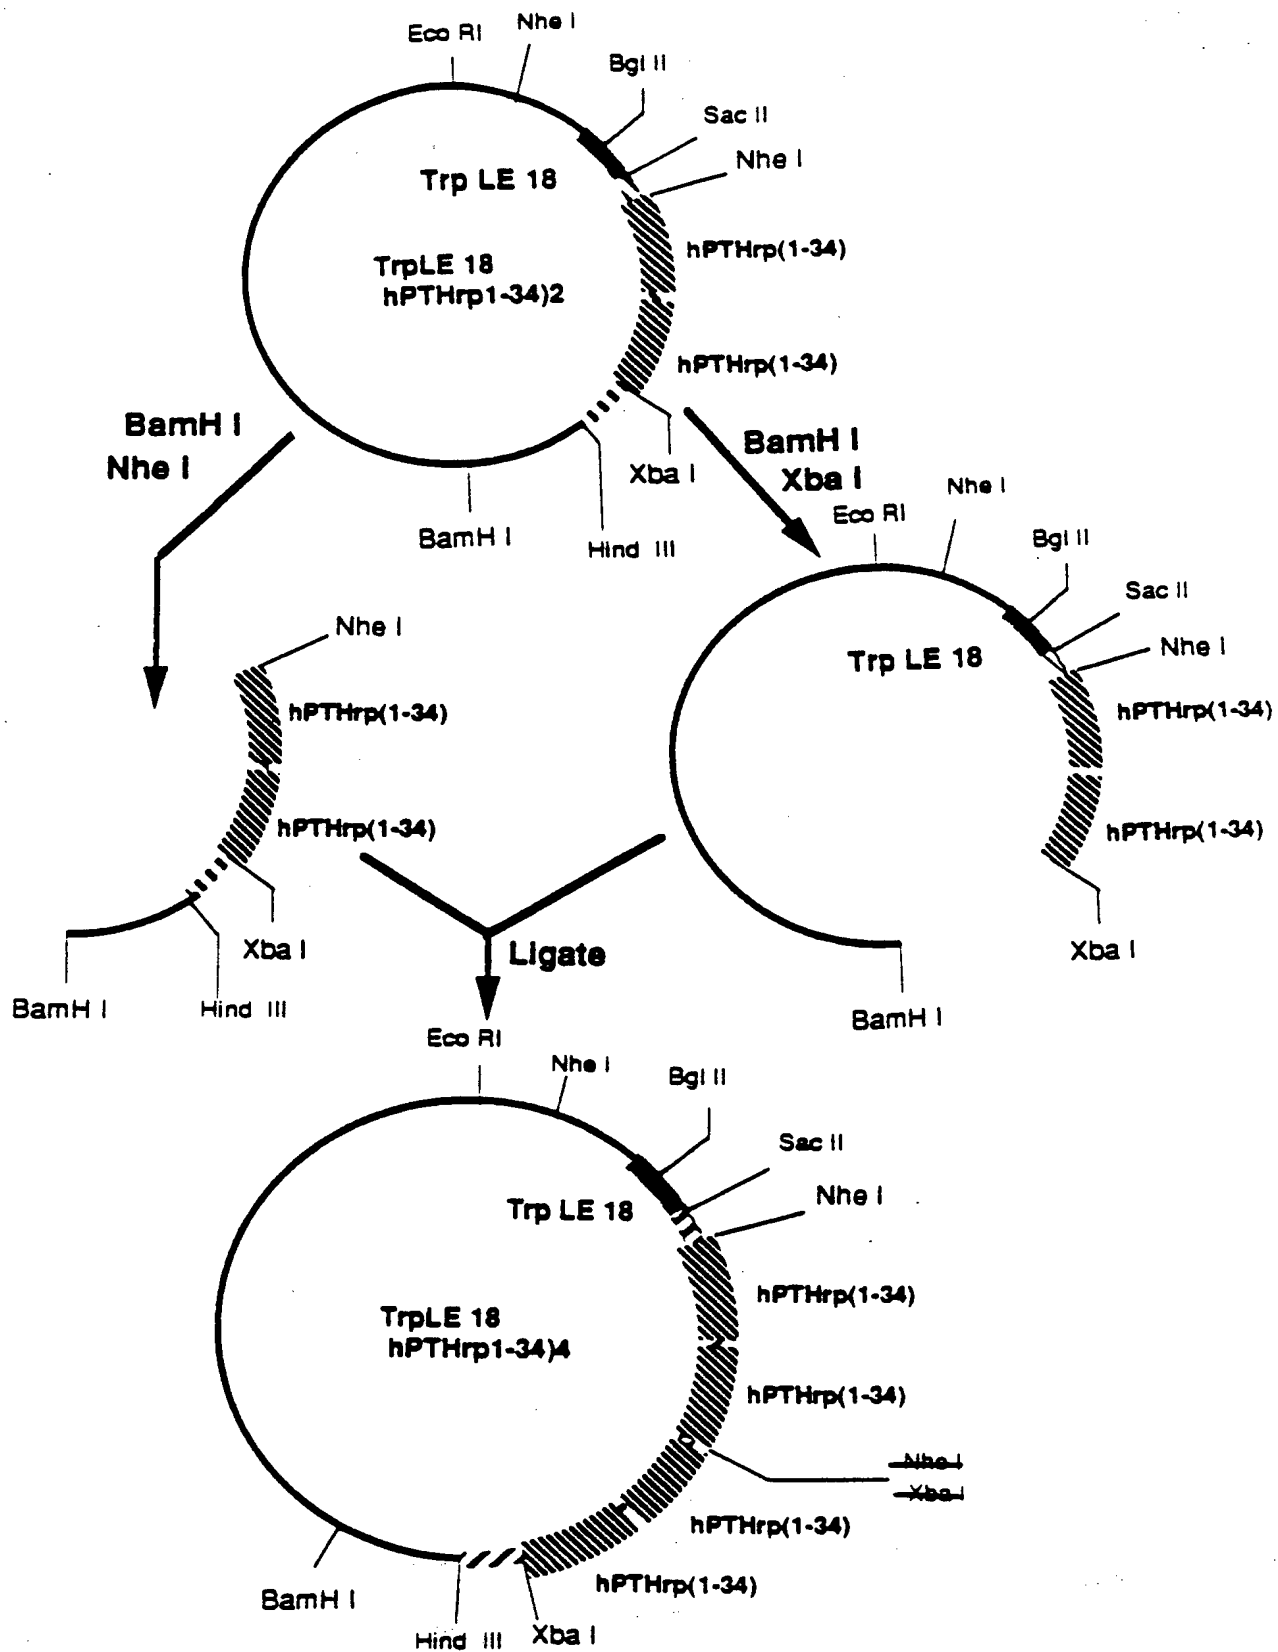 Eco RI
Nhe I
Bgl II
Sac II
Nhe I
Trp LE 18
hPTHrp(1-34)
TrpLE 18
hPTHrp1-34)2
hPTHrp(1-34)
BamH I
Nhe I
BamH I
Xba I
Xba I
BamH I
Hind III
Eco RI
Nhe I
Bgl II
Sac II
Nhe I
Trp LE 18
hPTHrp(1-34)
hPTHrp(1-34)
Xba I
BamH I
Nhe I
hPTHrp(1-34)
hPTHrp(1-34)
Xba I
BamH I
Hind III
Ligate
Eco RI
Nhe I
Bgl II
Sac II
Nhe I
Trp LE 18
hPTHrp(1-34)
TrpLE 18
hPTHrp1-34)4
hPTHrp(1-34)
Nhe I
Xba I
hPTHrp(1-34)
hPTHrp(1-34)
BamH I
Hind III
Xba I